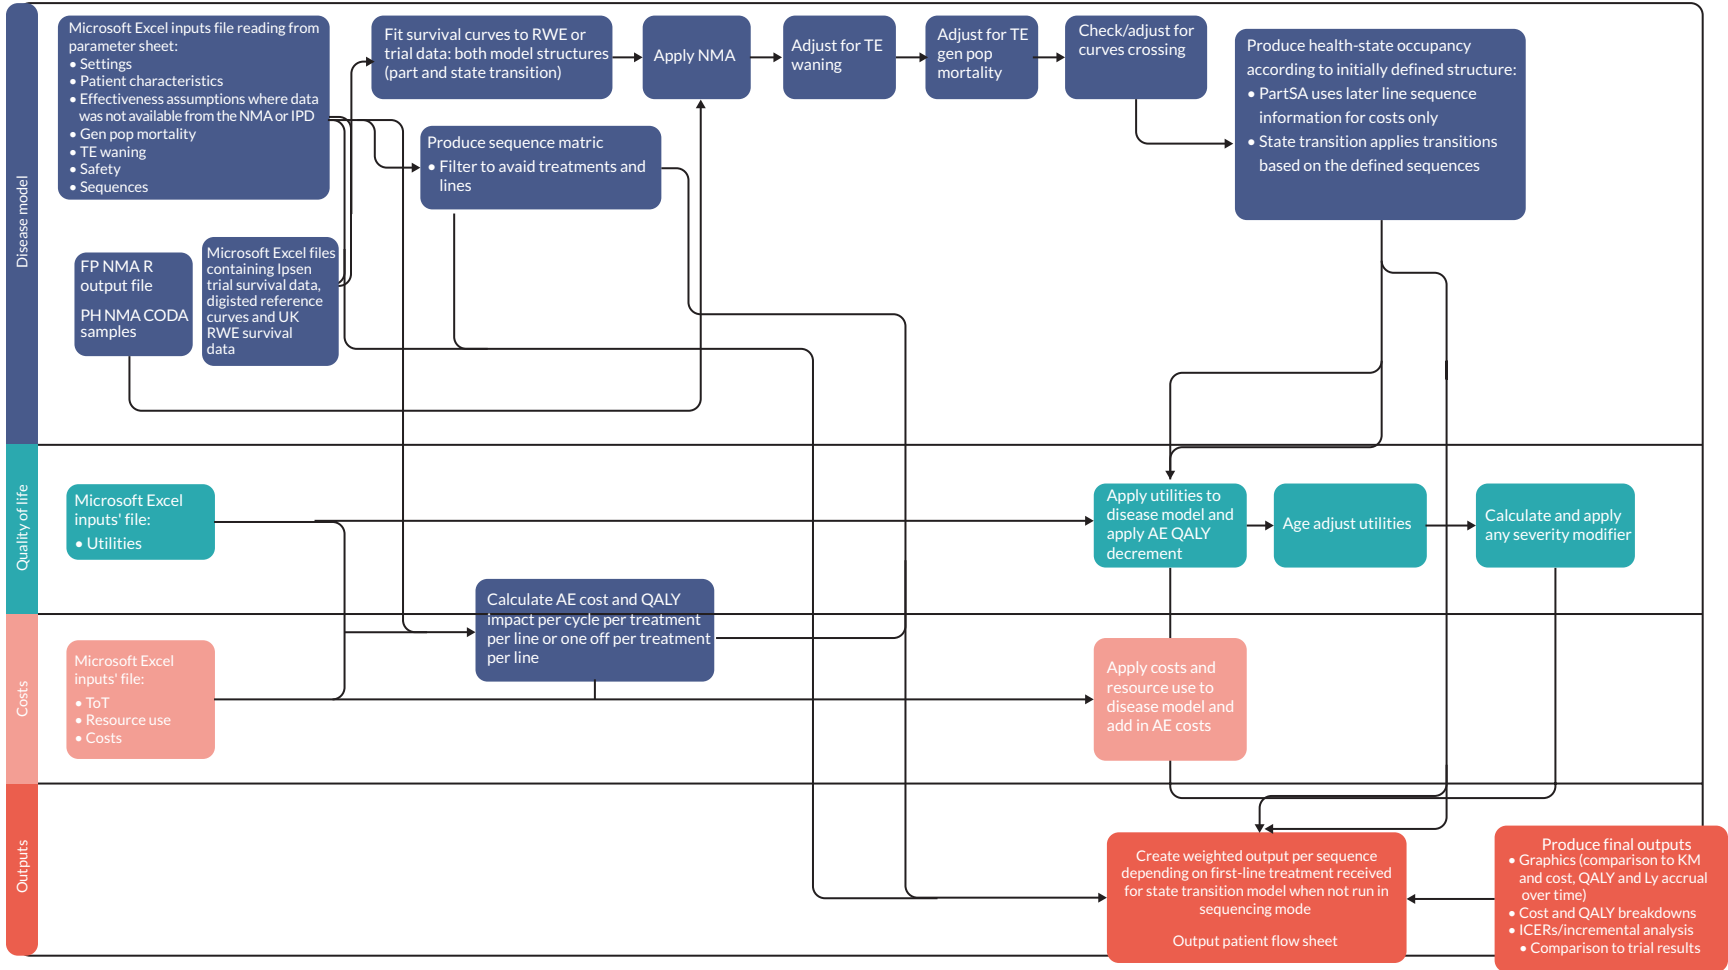 Disease model
Microsoft Excel inputs file reading from
parameter sheet:
• Settings
• Patient characteristics
• Effectiveness assumptions where data
was not available from the NMA or IPD
• Gen pop mortality
• TE waning
• Safety
• Sequences
Fit survival curves to RWE or
trial data: both model structures
(part and state transition)
Apply NMA
Adjust for TE
waning
Adjust for TE
gen pop
mortality
Check/adjust for
curves crossing
Produce health-state occupancy
according to initially defined structure:
• PartSA uses later line sequence
information for costs only
• State transition applies transitions
based on the defined sequences
Produce sequence matric
• Filter to avaid treatments and
lines
FP NMA R
output file
PH NMA CODA
samples
Microsoft Excel files
containing Ipsen
trial survival data,
digisted reference
curves and UK
RWE survival
data
Quality of life
Microsoft Excel
inputs' file:
• Utilities
Apply utilities to
disease model and
apply AE QALY
decrement
Age adjust utilities
Calculate and apply
any severity modifier
Calculate AE cost and QALY
impact per cycle per treatment
per line or one off per treatment
per line
Costs
Microsoft Excel
inputs' file:
• ToT
• Resource use
• Costs
Apply costs and
resource use to
disease model and
add in AE costs
Outputs
Create weighted output per sequence
depending on first-line treatment received
for state transition model when not run in
sequencing mode
Output patient flow sheet
Produce final outputs
• Graphics (comparison to KM
and cost, QALY and Ly accrual
over time)
• Cost and QALY breakdowns
• ICERs/incremental analysis
• Comparison to trial results